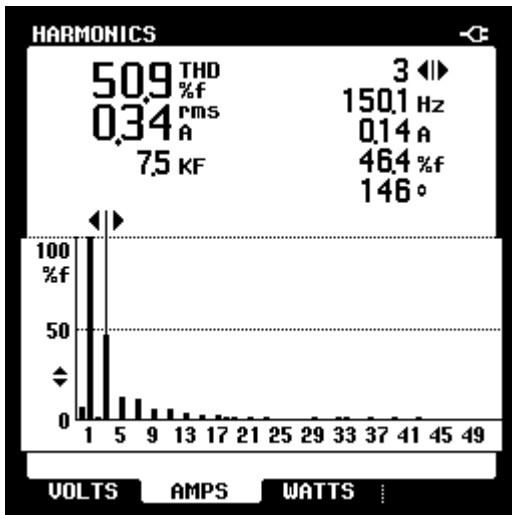 HARMONICS
50,9 THD %f
0,34 rms A
7,5 KF
3
150,1 Hz
0,14 A
46,4 %f
146 °
100
%f
50
0
1 5 9 13 17 21 25 29 33 37 41 45 49
VOLTS AMPS WATTS